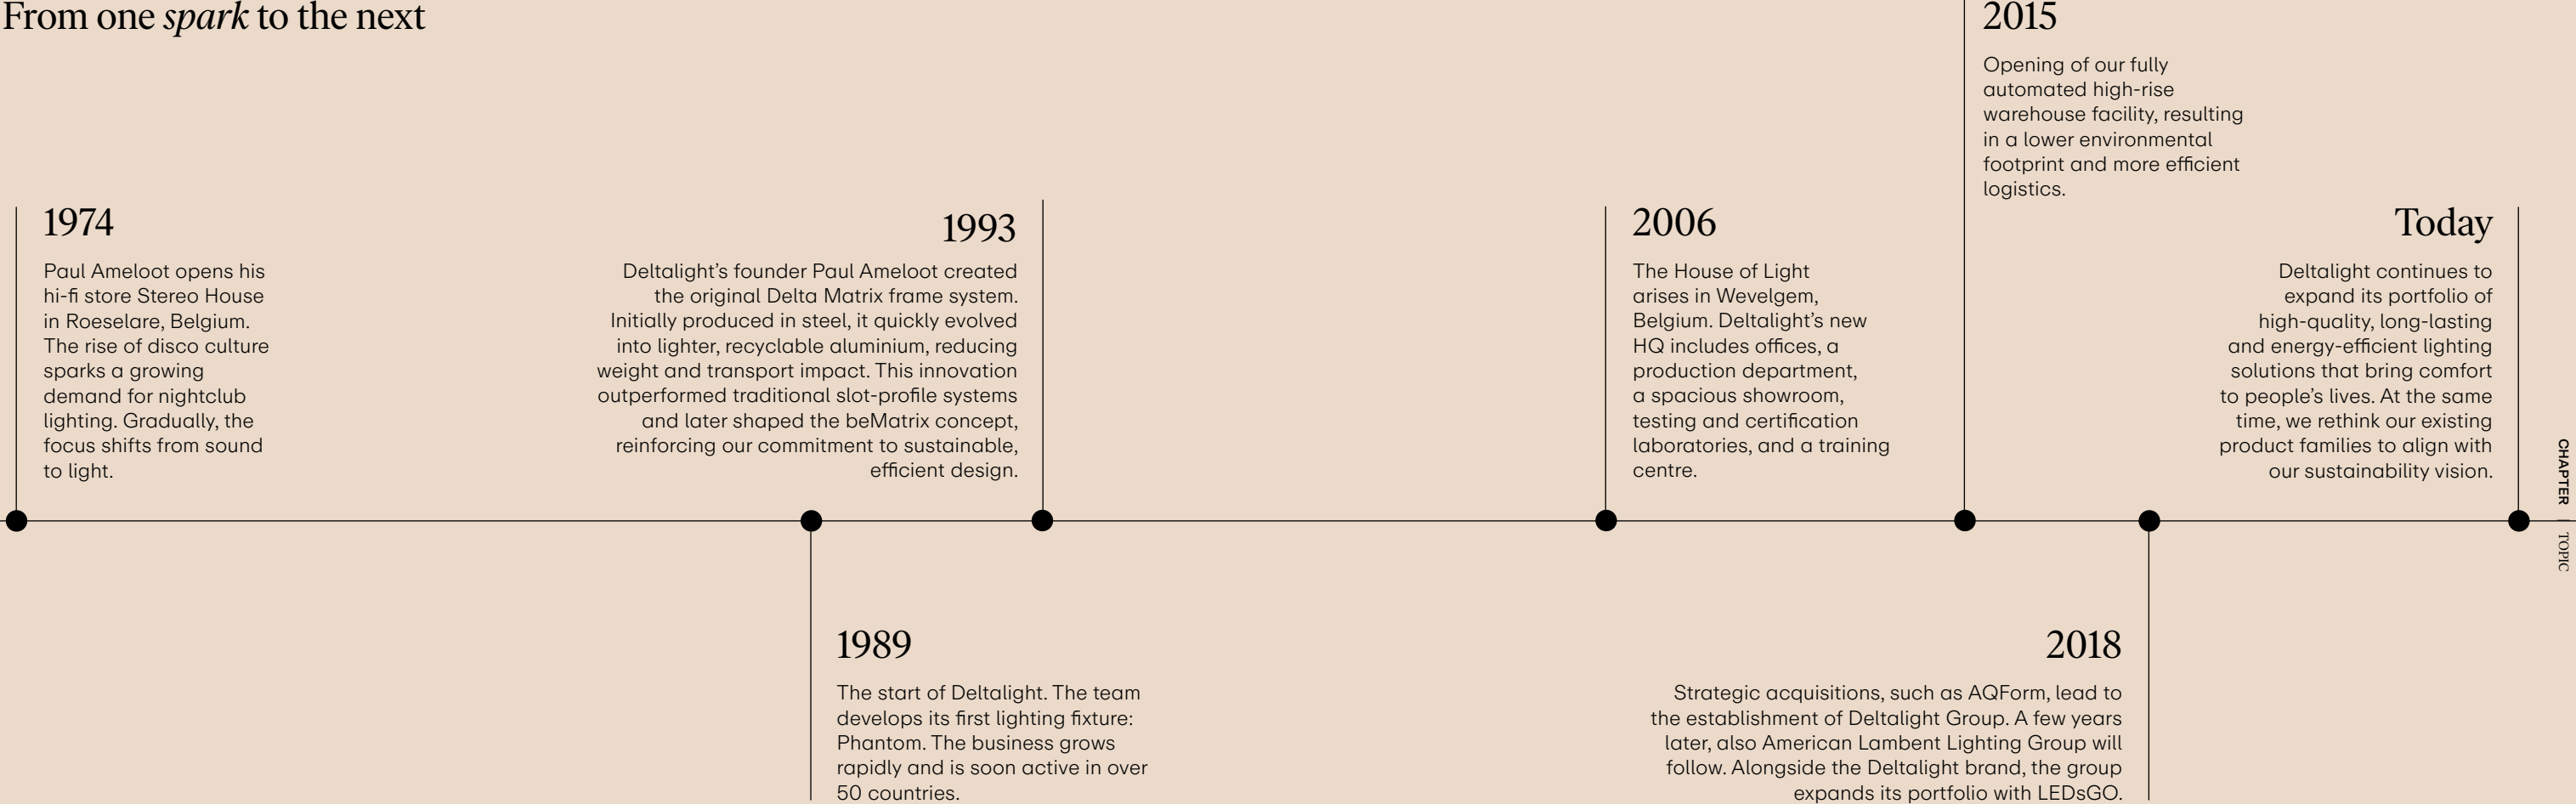 From one spark to the next
1974
Paul Ameloot opens his
hi-fi store Stereo House
in Roeselare, Belgium.
The rise of disco culture
sparks a growing
demand for nightclub
lighting. Gradually, the
focus shifts from sound
to light.
1989
The start of Deltalight. The team
develops its first lighting fixture:
Phantom. The business grows
rapidly and is soon active in over
50 countries.
1993
Deltalight’s founder Paul Ameloot created
the original Delta Matrix frame system.
Initially produced in steel, it quickly evolved
into lighter, recyclable aluminium, reducing
weight and transport impact. This innovation
outperformed traditional slot-profile systems
and later shaped the beMatrix concept,
reinforcing our commitment to sustainable,
efficient design.
2006
The House of Light
arises in Wevelgem,
Belgium. Deltalight’s new
HQ includes offices, a
production department,
a spacious showroom,
testing and certification
laboratories, and a training
centre.
2015
Opening of our fully
automated high-rise
warehouse facility, resulting
in a lower environmental
footprint and more efficient
logistics.
2018
Strategic acquisitions, such as AQForm, lead to
the establishment of Deltalight Group. A few years
later, also American Lambent Lighting Group will
follow. Alongside the Deltalight brand, the group
expands its portfolio with LEDsGO.
Today
Deltalight continues to
expand its portfolio of
high-quality, long-lasting
and energy-efficient lighting
solutions that bring comfort
to people’s lives. At the same
time, we rethink our existing
product families to align with
our sustainability vision.
CHAPTER | TOPIC